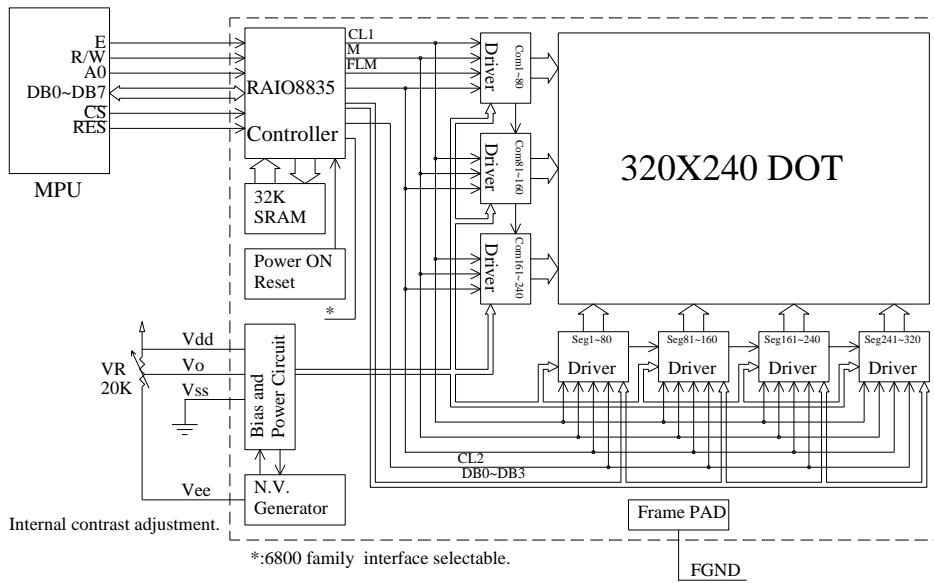 E
R/W
A0
DB0~DB7
CS
RES
MPU
RAIO8835
Controller
CL1
M
FLM
32K
SRAM
Power ON
Reset
*
Driver
Com1~80
Driver
Com81~160
Driver
Com161~240
320X240 DOT
Seg1~80
Driver
Seg81~160
Driver
Seg161~240
Driver
Seg241~320
Driver
Vdd
VR
20K
Vo
Vss
Bias and
Power Circuit
Vee
N.V.
Generator
CL2
DB0~DB3
Internal contrast adjustment.
Frame PAD
*:6800 family interface selectable.
FGND